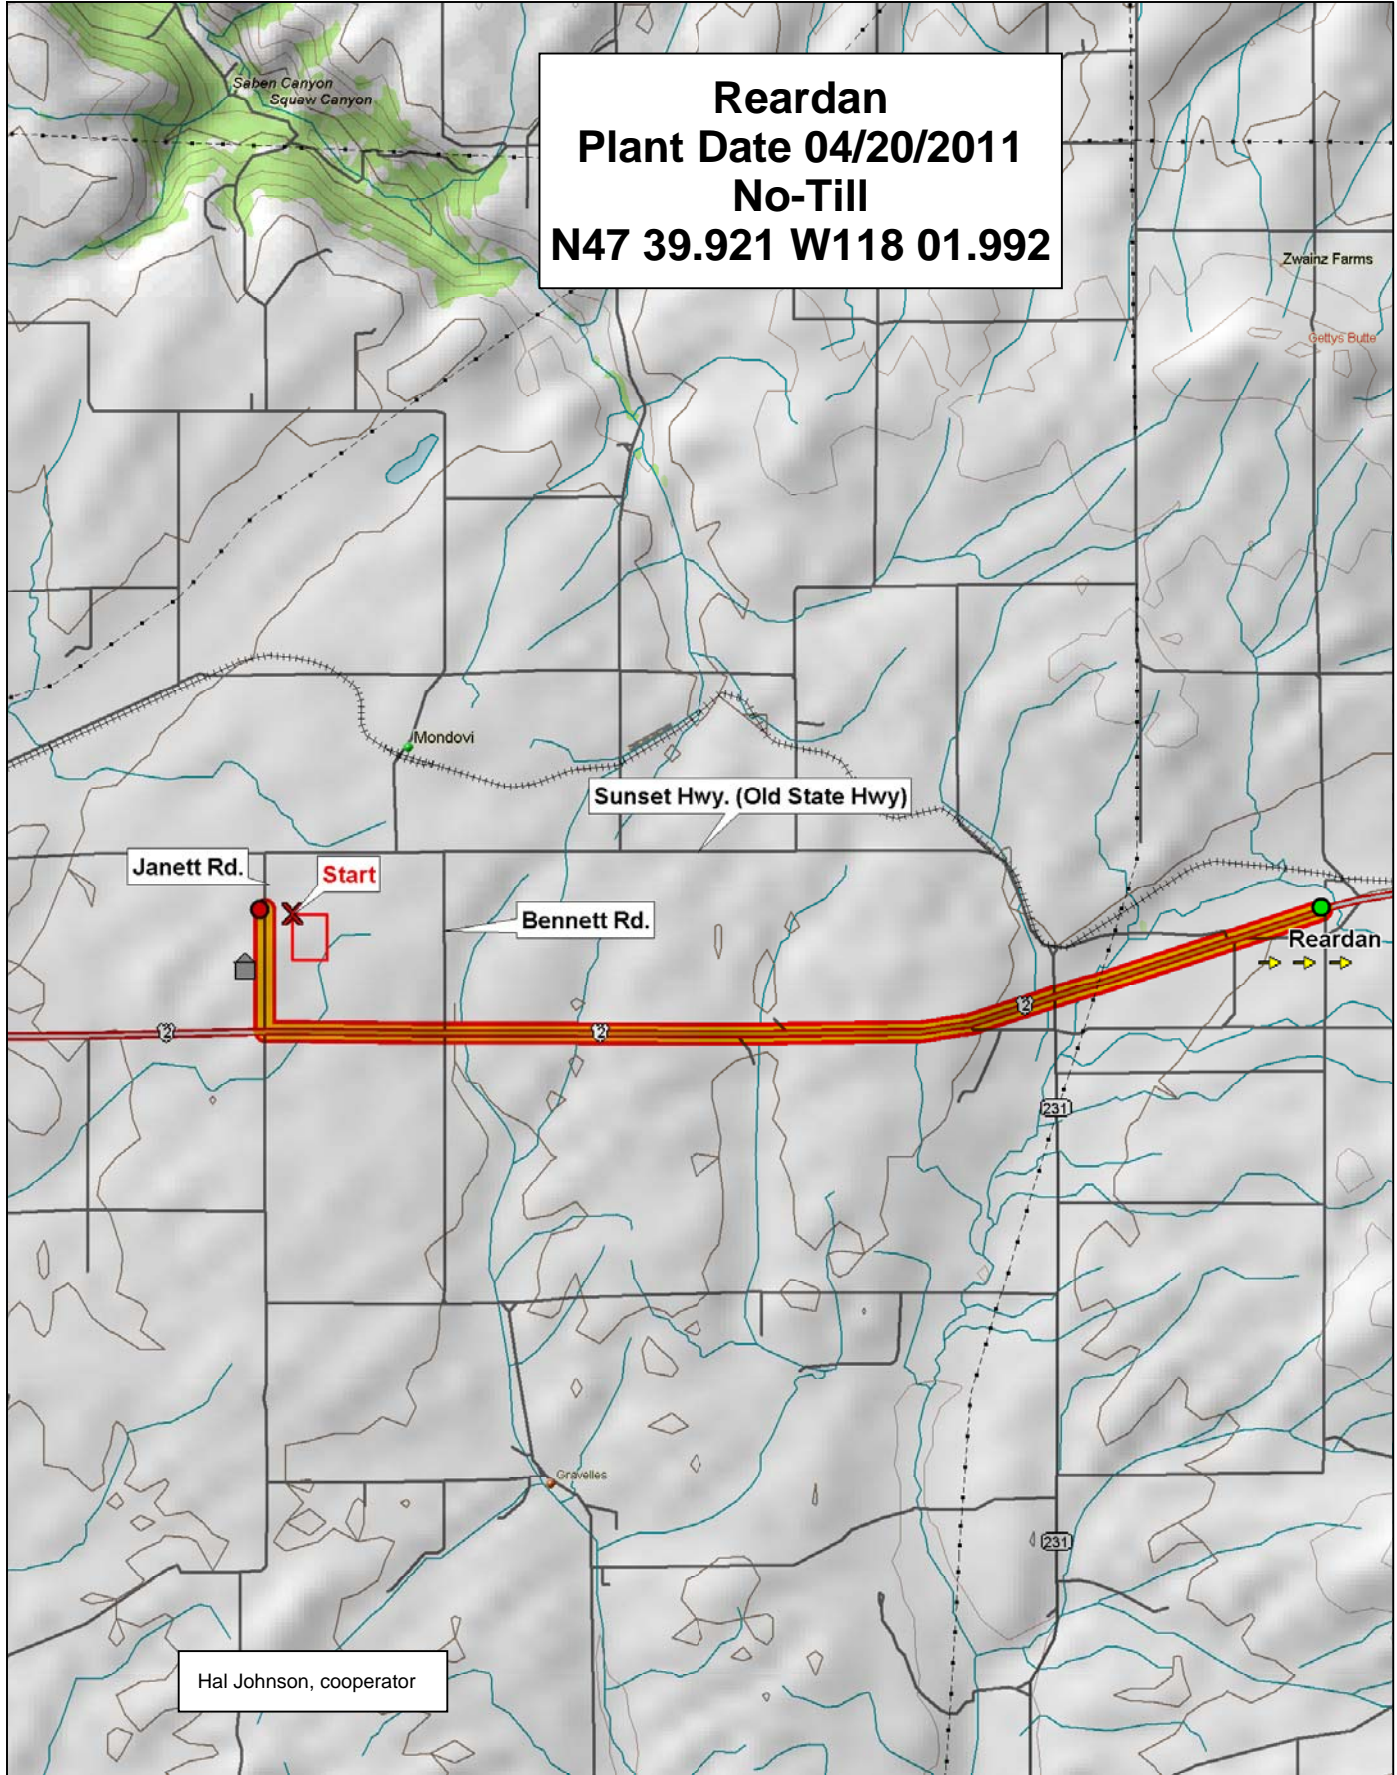 Saben Canyon
Squaw Canyon
Reardan
Plant Date 04/20/2011
No-Till
N47 39.921 W118 01.992
Zwainz Farms
Gettys Butte
Mondovi
Sunset Hwy. (Old State Hwy)
Janett Rd.
Start
Bennett Rd.
Reardan
2
2
2
231
Gravelles
231
Hal Johnson, cooperator